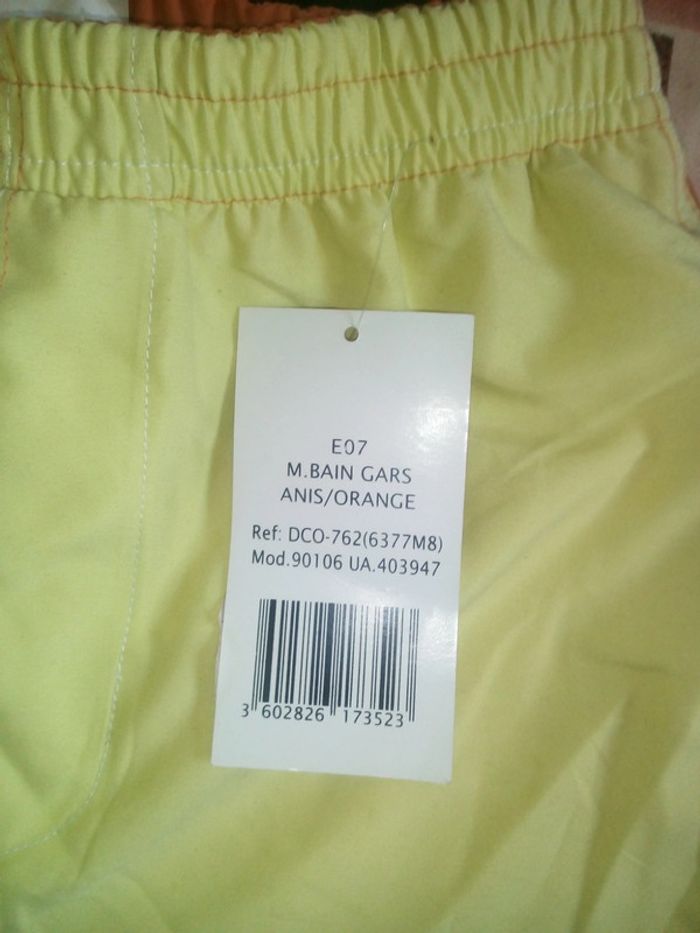 E07
M.BAIN GARS
ANIS/ORANGE
Ref: DCO-762(6377M8)
Mod.90106 UA.403947
3 602826 173523